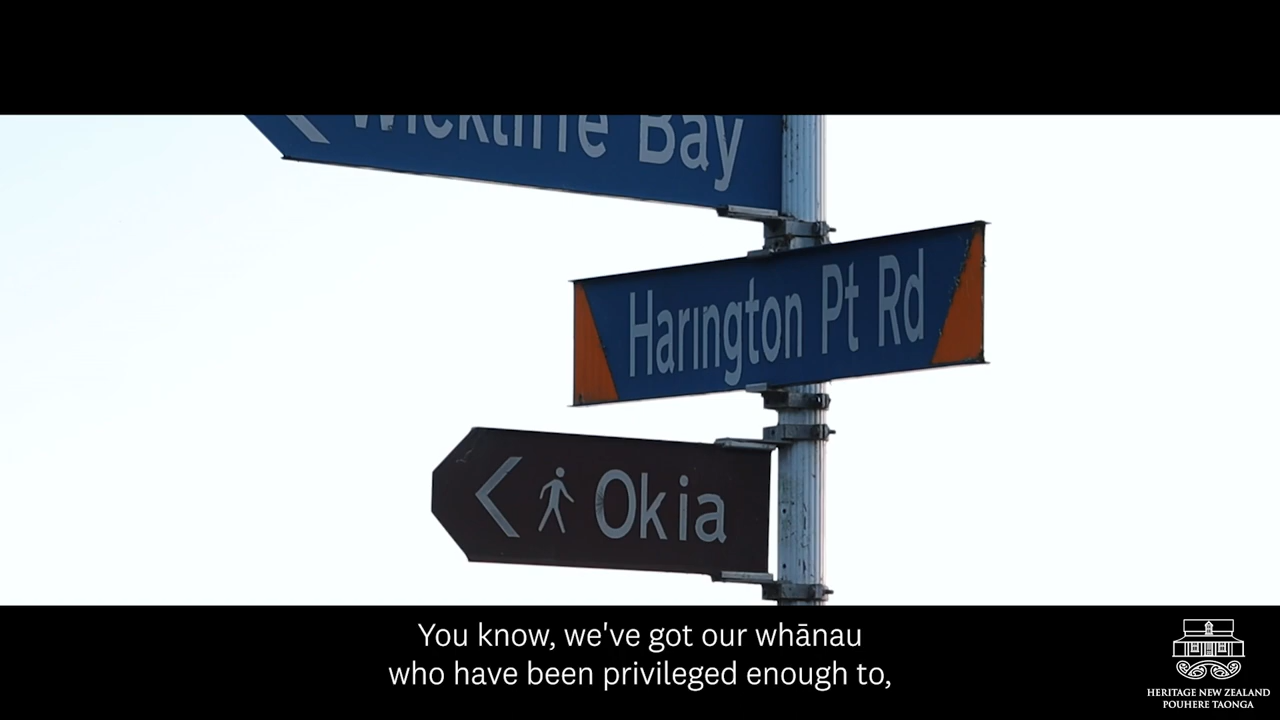 Wickliffe Bay
Harington Pt Rd
Okia
You know, we've got our whānau
who have been privileged enough to,
HERITAGE NEW ZEALAND
POUHERE TAONGA